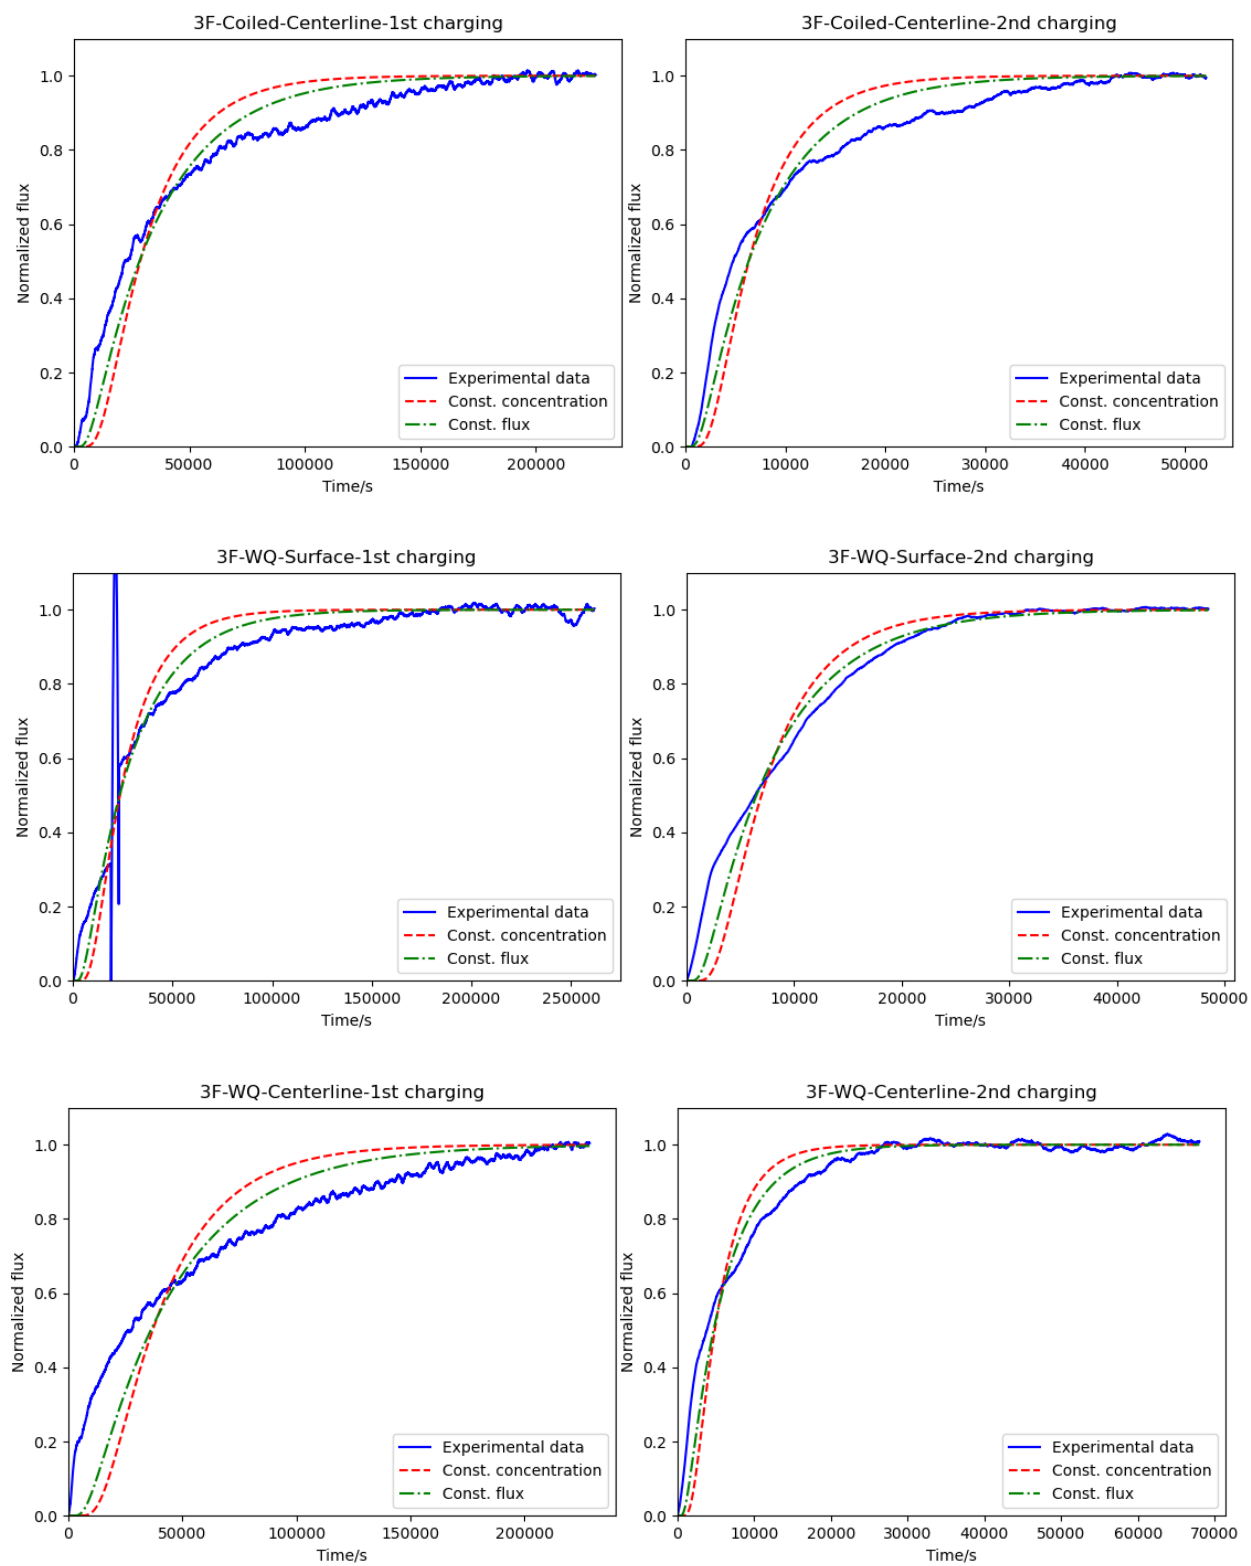 3F-Coiled-Centerline-1st charging
Normalized flux
1.0
0.8
0.6
0.4
0.2
0.0
Experimental data
Const. concentration
Const. flux
0 50000 100000 150000 200000
Time/s
3F-Coiled-Centerline-2nd charging
Normalized flux
1.0
0.8
0.6
0.4
0.2
0.0
Experimental data
Const. concentration
Const. flux
0 10000 20000 30000 40000 50000
Time/s
3F-WQ-Surface-1st charging
Normalized flux
1.0
0.8
0.6
0.4
0.2
0.0
Experimental data
Const. concentration
Const. flux
0 50000 100000 150000 200000 250000
Time/s
3F-WQ-Surface-2nd charging
Normalized flux
1.0
0.8
0.6
0.4
0.2
0.0
Experimental data
Const. concentration
Const. flux
0 10000 20000 30000 40000 50000
Time/s
3F-WQ-Centerline-1st charging
Normalized flux
1.0
0.8
0.6
0.4
0.2
0.0
Experimental data
Const. concentration
Const. flux
0 50000 100000 150000 200000
Time/s
3F-WQ-Centerline-2nd charging
Normalized flux
1.0
0.8
0.6
0.4
0.2
0.0
Experimental data
Const. concentration
Const. flux
0 10000 20000 30000 40000 50000 60000 70000
Time/s